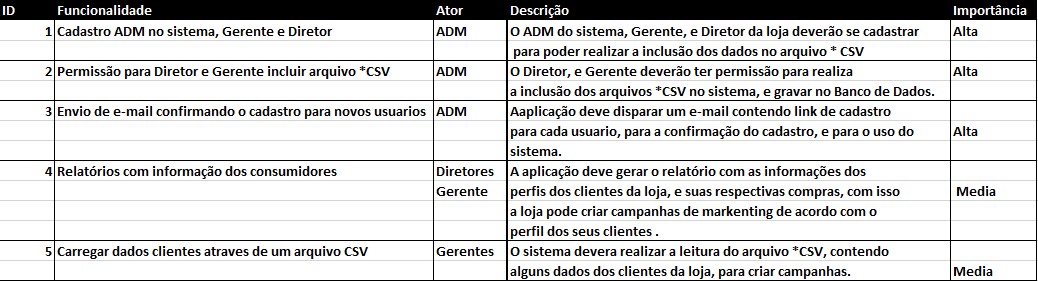 ID Funcionalidade Ator Descrição Importância
1 Cadastro ADM no sistema, Gerente e Diretor ADM O ADM do sistema, Gerente, e Diretor da loja deverão se cadastrar Alta
para poder realizar a inclusão dos dados no arquivo * CSV
2 Permissão para Diretor e Gerente incluir arquivo *CSV ADM O Diretor, e Gerente deverão ter permissão para realiza Alta
a inclusão dos arquivos *CSV no sistema, e gravar no Banco de Dados.
3 Envio de e-mail confirmando o cadastro para novos usuarios ADM Aaplicação deve disparar um e-mail contendo link de cadastro
para cada usuario, para a confirmação do cadastro, e para o uso do Alta
sistema.
4 Relatórios com informação dos consumidores Diretores A aplicação deve gerar o relatório com as informações dos
Gerente perfis dos clientes da loja, e suas respectivas compras, com isso Media
a loja pode criar campanhas de markenting de acordo com o
perfil dos seus clientes .
5 Carregar dados clientes atraves de um arquivo CSV Gerentes O sistema devera realizar a leitura do arquivo *CSV, contendo
alguns dados dos clientes da loja, para criar campanhas. Media